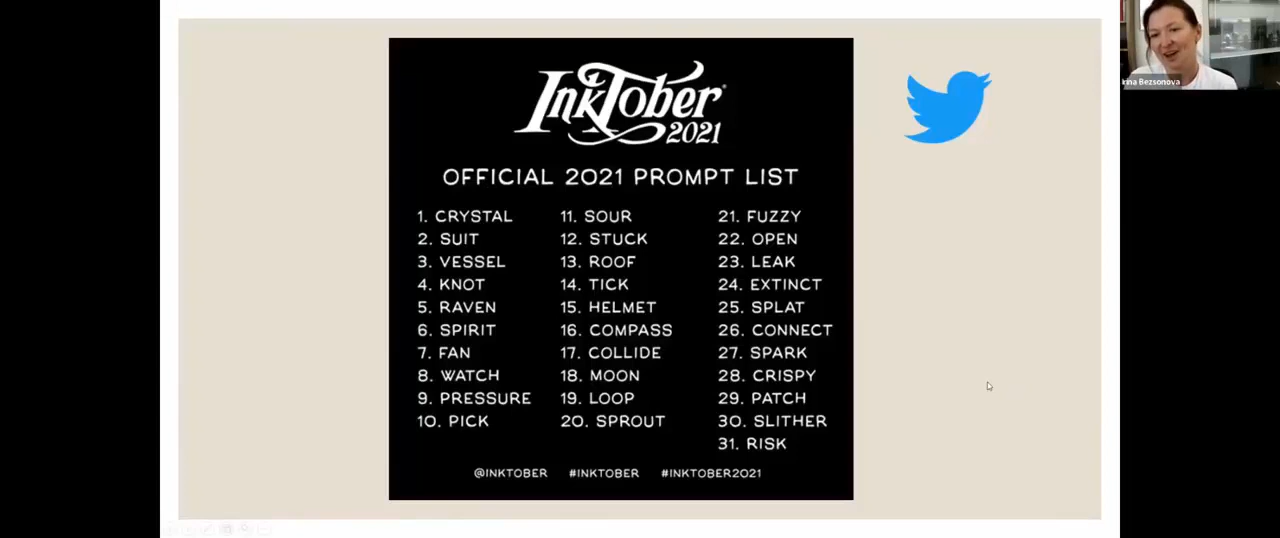 InkTober
2021
OFFICIAL 2021 PROMPT LIST
1. CRYSTAL
2. SUIT
3. VESSEL
4. KNOT
5. RAVEN
6. SPIRIT
7. FAN
8. WATCH
9. PRESSURE
10. PICK
11. SOUR
12. STUCK
13. ROOF
14. TICK
15. HELMET
16. COMPASS
17. COLLIDE
18. MOON
19. LOOP
20. SPROUT
21. FUZZY
22. OPEN
23. LEAK
24. EXTINCT
25. SPLAT
26. CONNECT
27. SPARK
28. CRISPY
29. PATCH
30. SLITHER
31. RISK
@INKTOBER #INKTOBER #INKTOBER2021
Irina Bezsonova